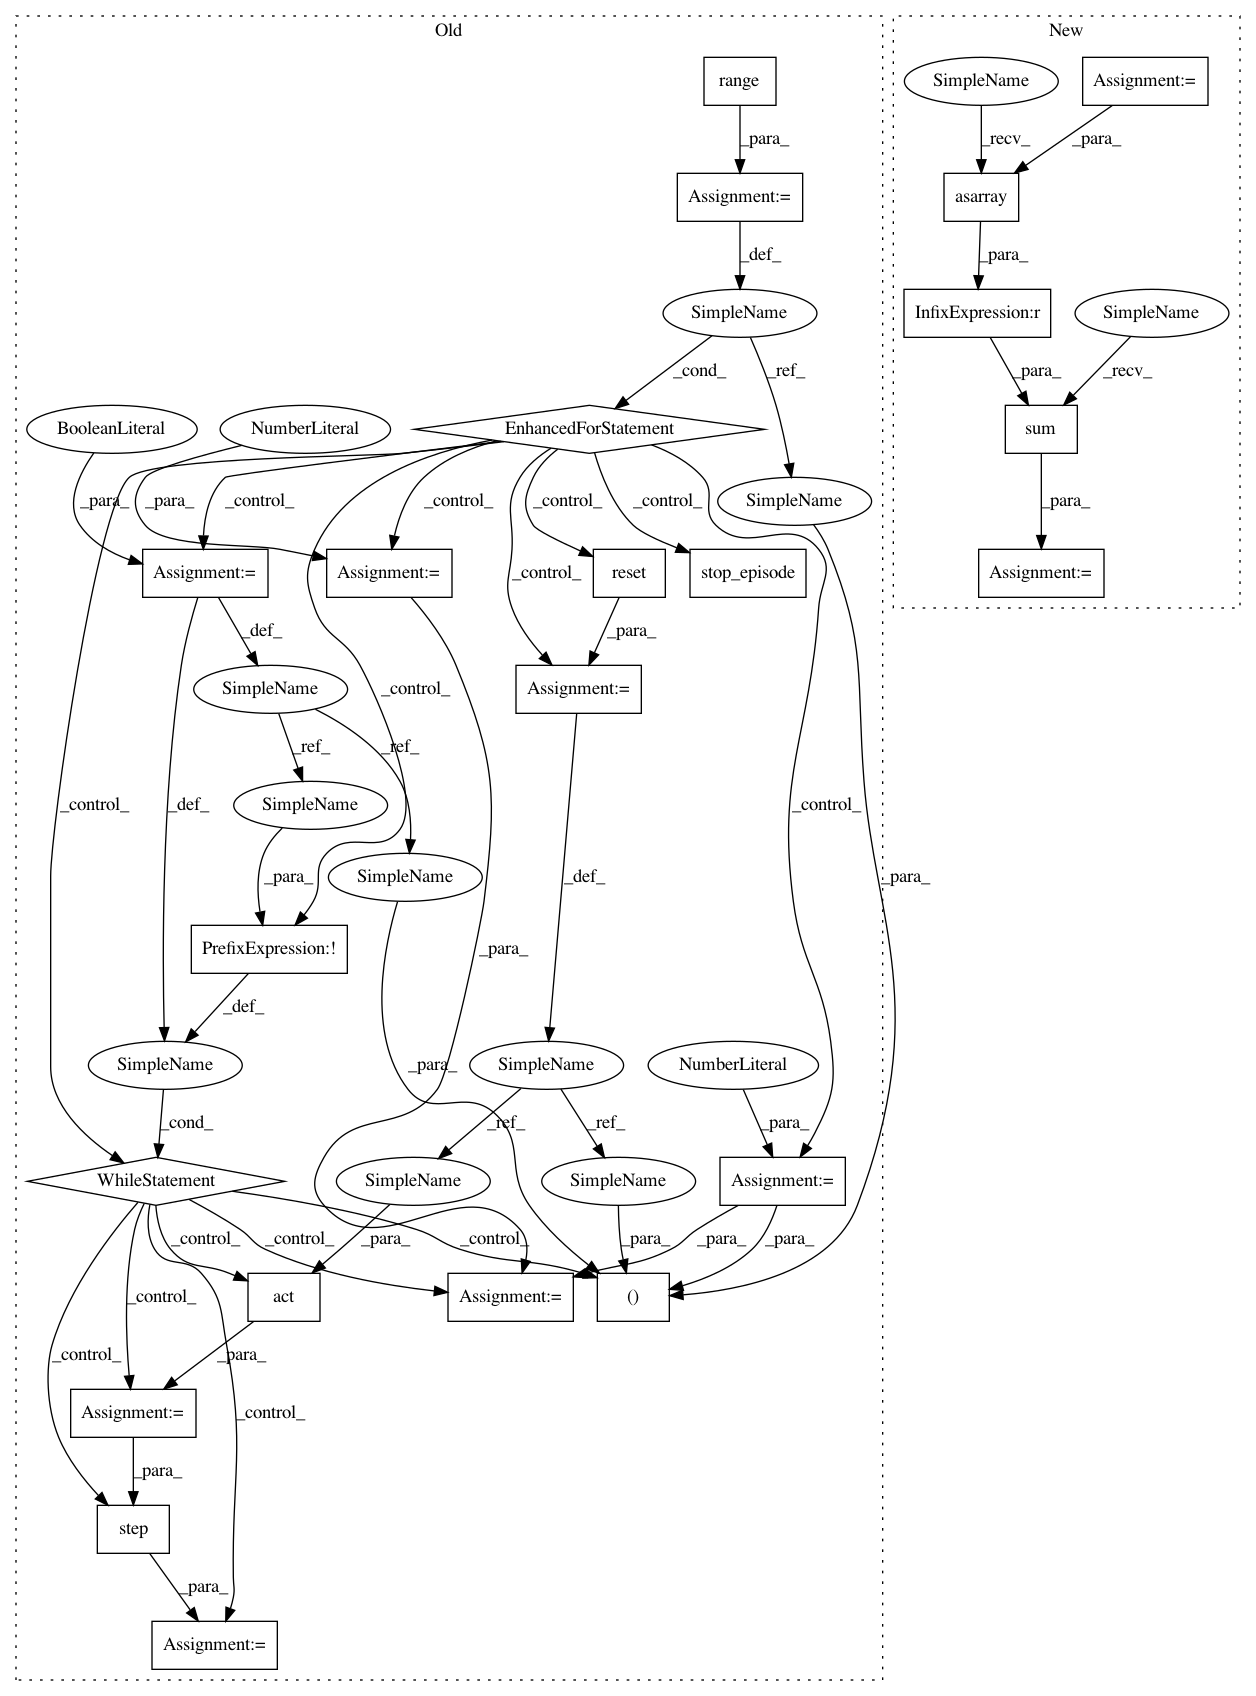 Old
New
range
SimpleName
Assignment:=
_para_
_recv_
_para_
Assignment:=
asarray
_def_
_para_
SimpleName
InfixExpression:r
SimpleName
_cond_
_ref_
_para_
_recv_
BooleanLiteral
NumberLiteral
EnhancedForStatement
sum
_para_
_para_
_control_
_control_
_control_
_control_
SimpleName
_para_
Assignment:=
Assignment:=
_control_
reset
stop_episode
Assignment:=
_def_
_para_
SimpleName
_control_
Assignment:=
_ref_
_ref_
_control_
_def_
SimpleName
_control_
_para_
SimpleName
_def_
_para_
PrefixExpression:!
_para_
_def_
SimpleName
_para_
SimpleName
NumberLiteral
_cond_
_ref_
_ref_
_para_
WhileStatement
SimpleName
SimpleName
Assignment:=
_control_
_control_
_para_
_control_
_para_
_para_
_para_
_control_
act
Assignment:=
()
_control_
_para_
Assignment:=
_control_
_para_
step
_para_
Assignment:=